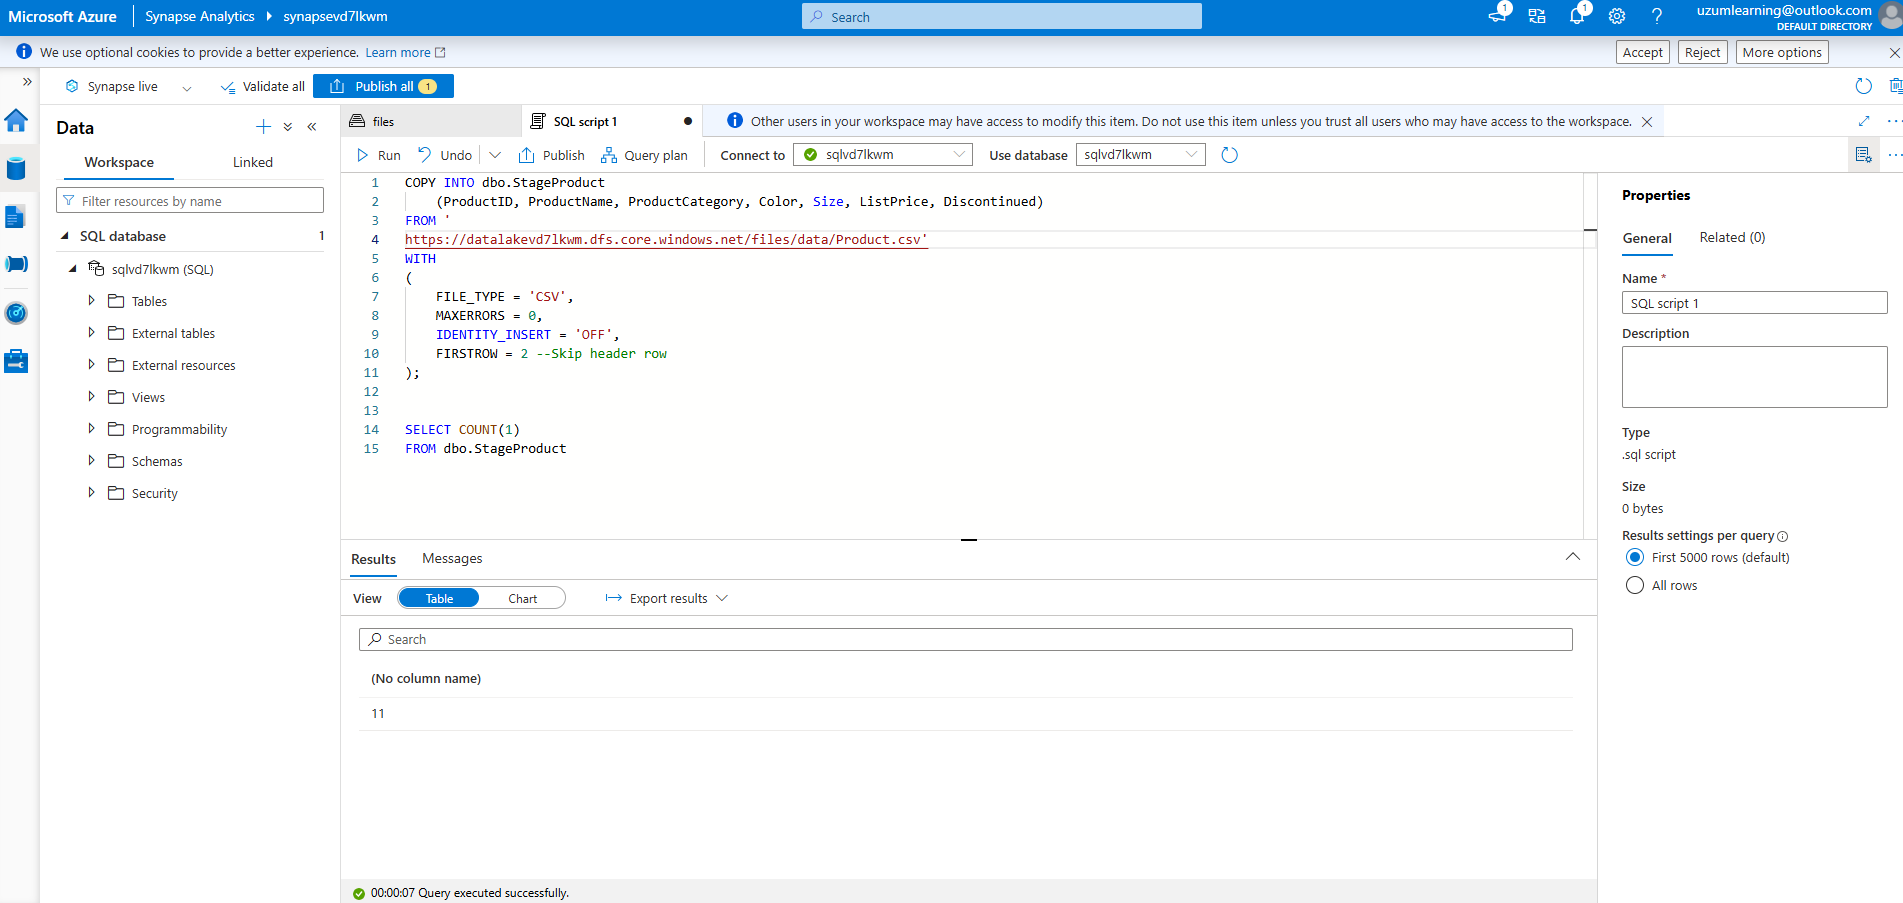 Microsoft Azure
Synapse Analytics
synapsevd7lkwm
Search
1
1
uzumlearning@outlook.com
DEFAULT DIRECTORY
We use optional cookies to provide a better experience. Learn more
Accept
Reject
More options
Synapse live
Validate all
Publish all 1
Data
Workspace
Linked
Filter resources by name
SQL database 1
sqlvd7lkwm (SQL)
Tables
External tables
External resources
Views
Programmability
Schemas
Security
files
SQL script 1
Other users in your workspace may have access to modify this item. Do not use this item unless you trust all users who may have access to the workspace.
Run
Undo
Publish
Query plan
Connect to
sqlvd7lkwm
Use database
sqlvd7lkwm
1 COPY INTO dbo.StageProduct
2 (ProductID, ProductName, ProductCategory, Color, Size, ListPrice, Discontinued)
3 FROM '
4 https://datalakevd7lkwm.dfs.core.windows.net/files/data/Product.csv'
5 WITH
6 (
7 FILE_TYPE = 'CSV',
8 MAXERRORS = 0,
9 IDENTITY_INSERT = 'OFF',
10 FIRSTROW = 2 --Skip header row
11 );
12
13
14 SELECT COUNT(1)
15 FROM dbo.StageProduct
Results
Messages
View
Table
Chart
Export results
Search
(No column name)
11
00:00:07 Query executed successfully.
Properties
General
Related (0)
Name *
SQL script 1
Description
Type
.sql script
Size
0 bytes
Results settings per query
First 5000 rows (default)
All rows